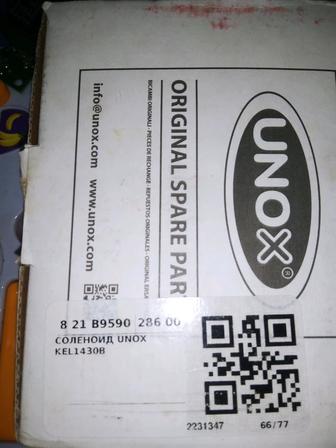 UNOX
®
ORIGINAL SPARE PAR
RICAMBI ORIGINALI - PIECES DE RECHANGE - REPUESTOS ORIGINALES - ORIGINAL ERSA
info@unox.com www.unox.com
8 21 B9590 286 00
СОЛЕНОИД UNOX
KEL1430B
2231347 66/77